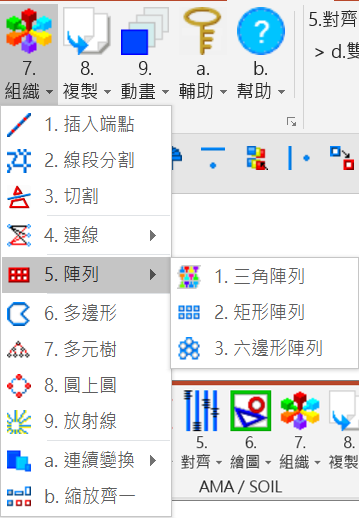 7.
組織
8.
複製
9.
動畫
a.
輔助
b.
幫助
5.對齊
> d.雙
1. 插入端點
2. 線段分割
3. 切割
4. 連線
5. 陣列
6. 多邊形
7. 多元樹
8. 圓上圓
9. 放射線
a. 連續變換
b. 縮放齊一
1. 三角陣列
2. 矩形陣列
3. 六邊形陣列
5.
對齊
6.
繪圖
7.
組織
8.
複製
AMA / SOIL